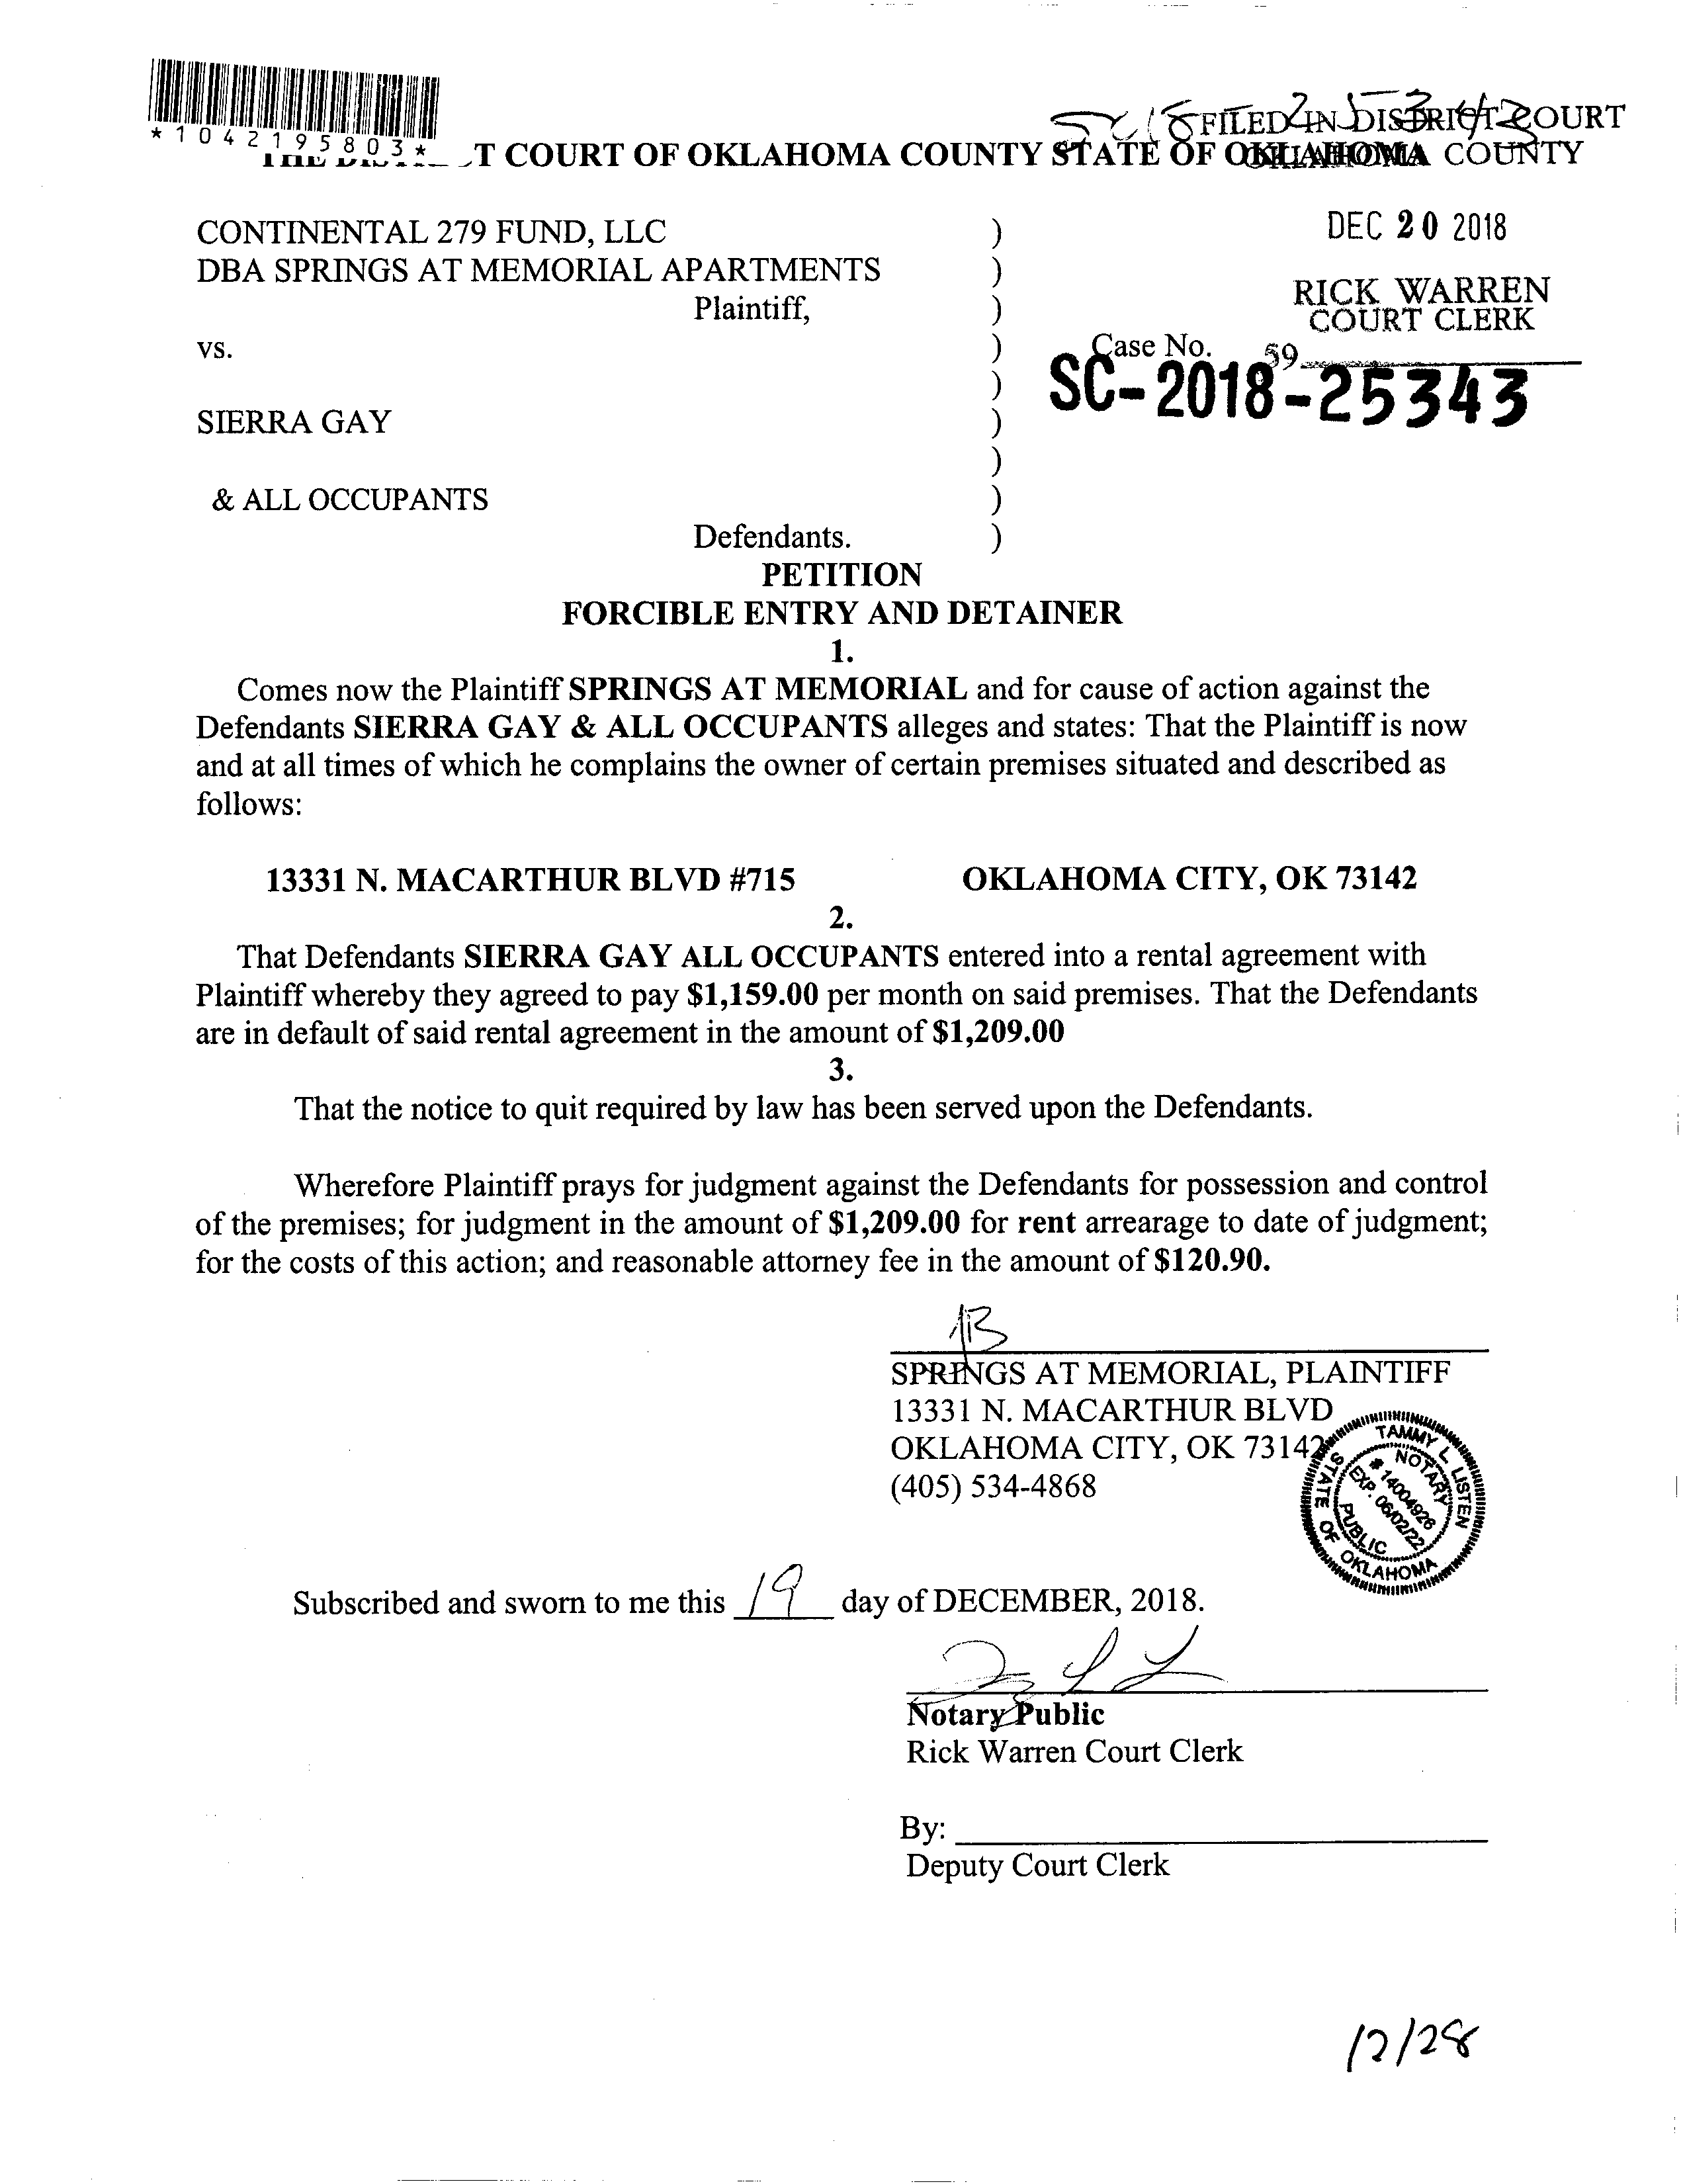 *1042195803*
SC18 25343
FILED IN DISTRICT COURT
T COURT OF OKLAHOMA COUNTY STATE OF OKLAHOMA
OKLAHOMA COUNTY
CONTINENTAL 279 FUND, LLC )
DEC 20 2018
DBA SPRINGS AT MEMORIAL APARTMENTS )
Plaintiff, )
RICK WARREN
COURT CLERK
vs. )
Case No.
59
)
SC-2018-25343
SIERRA GAY )
)
& ALL OCCUPANTS )
Defendants. )
PETITION
FORCIBLE ENTRY AND DETAINER
1.
Comes now the Plaintiff SPRINGS AT MEMORIAL and for cause of action against the
Defendants SIERRA GAY & ALL OCCUPANTS alleges and states: That the Plaintiff is now
and at all times of which he complains the owner of certain premises situated and described as
follows:
13331 N. MACARTHUR BLVD #715 OKLAHOMA CITY, OK 73142
2.
That Defendants SIERRA GAY ALL OCCUPANTS entered into a rental agreement with
Plaintiff whereby they agreed to pay $1,159.00 per month on said premises. That the Defendants
are in default of said rental agreement in the amount of $1,209.00
3.
That the notice to quit required by law has been served upon the Defendants.
Wherefore Plaintiff prays for judgment against the Defendants for possession and control
of the premises; for judgment in the amount of $1,209.00 for rent arrearage to date of judgment;
for the costs of this action; and reasonable attorney fee in the amount of $120.90.
SPRINGS AT MEMORIAL, PLAINTIFF
13331 N. MACARTHUR BLVD
OKLAHOMA CITY, OK 73142
(405) 534-4868
TAMMY L LISTEN
NOTARY
# 14004926
EXP. 06/02/22
PUBLIC
STATE OF OKLAHOMA
Subscribed and sworn to me this 19 day of DECEMBER, 2018.
Notary Public
Rick Warren Court Clerk
By:
Deputy Court Clerk
12/28